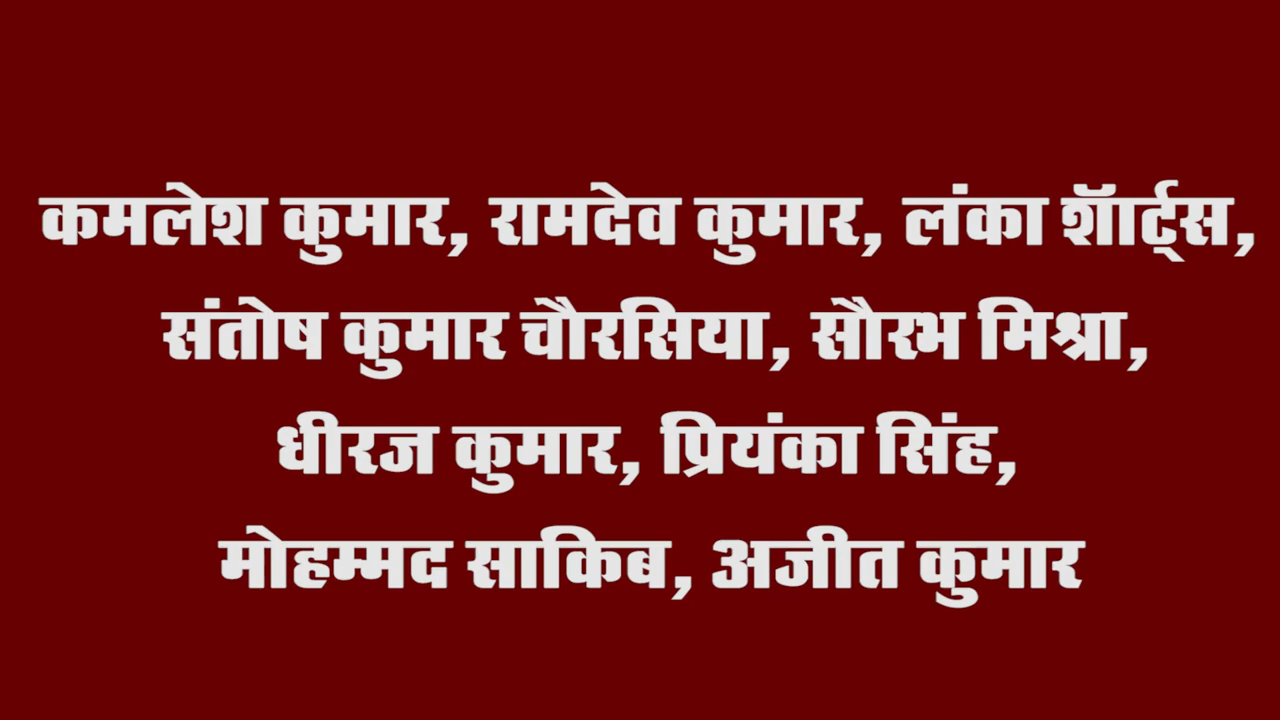 कमलेश कुमार, रामदेव कुमार, लंका शॅार्ट्स,
संतोष कुमार चौरसिया, सौरभ मिश्रा,
धीरज कुमार, प्रियंका सिंह,
मोहम्मद साकिब, अजीत कुमार